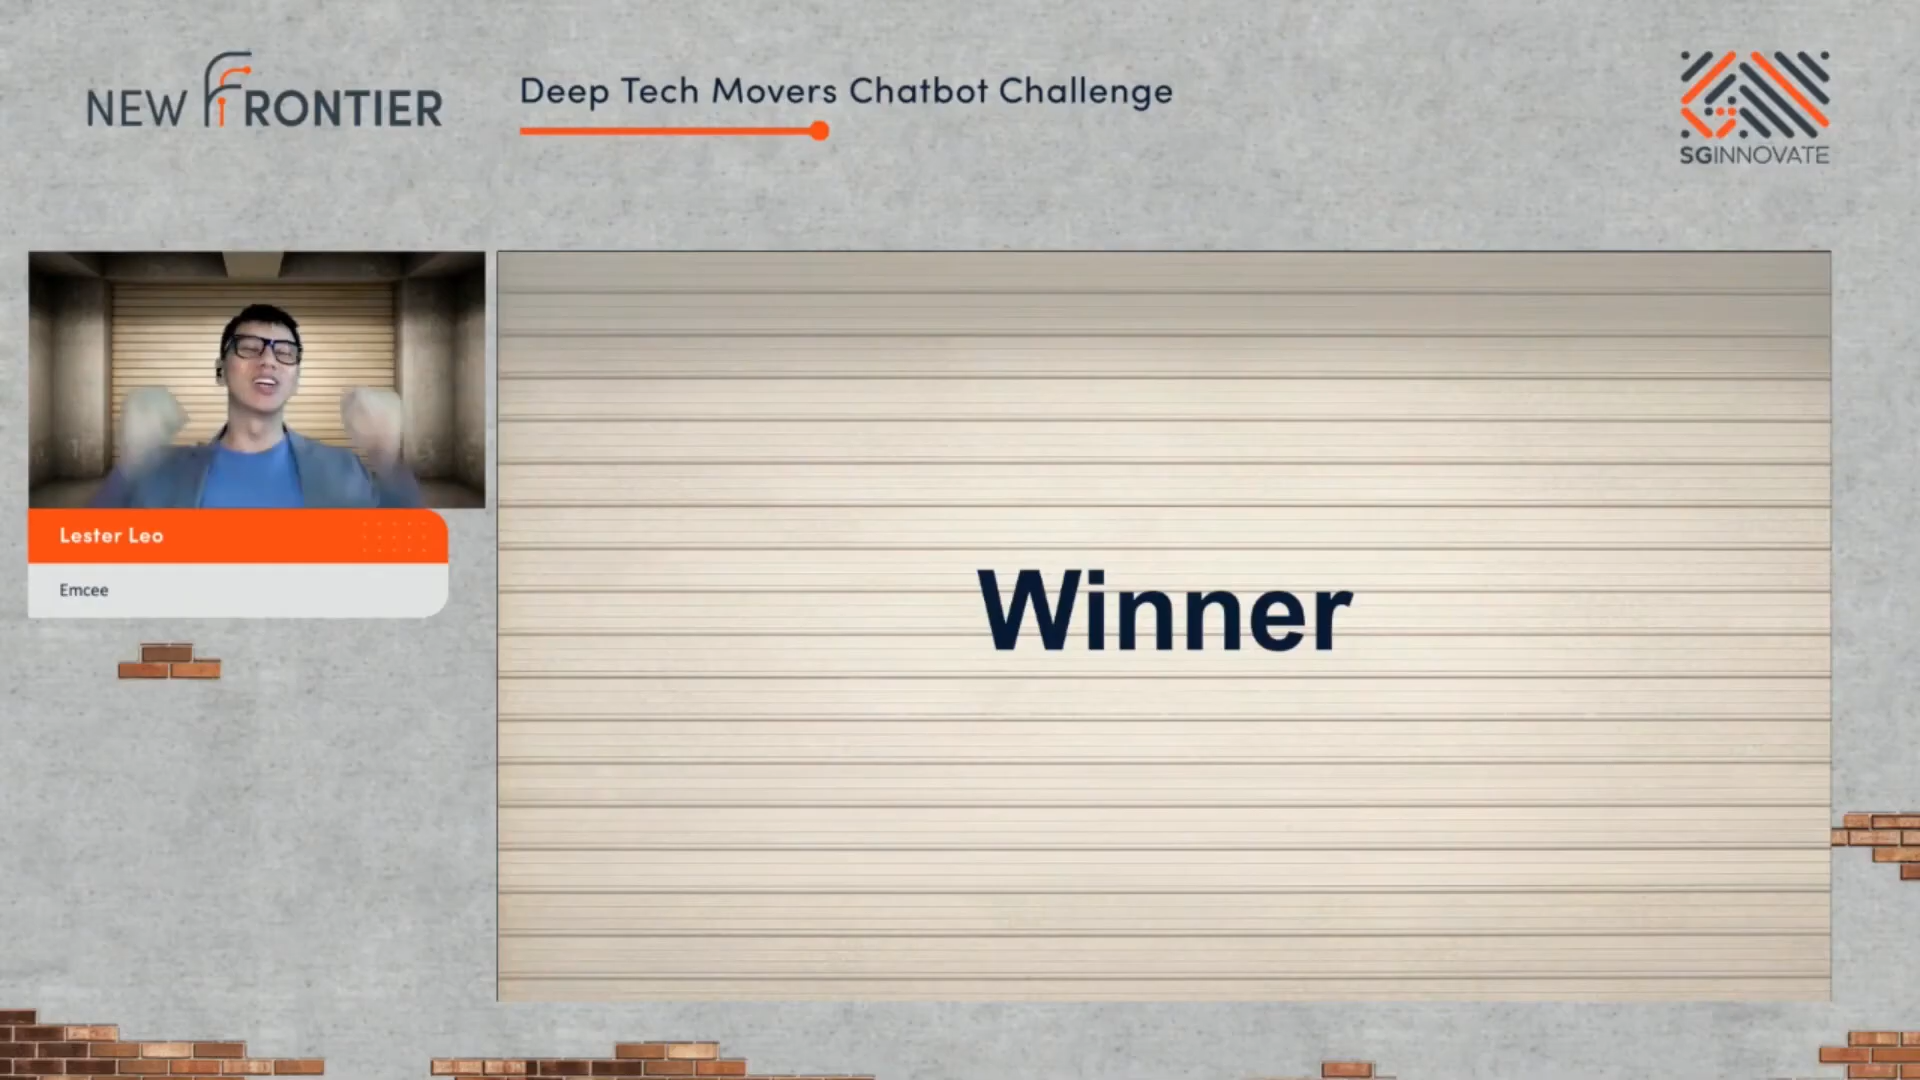 NEW FRONTIER
Deep Tech Movers Chatbot Challenge
SGINNOVATE
Lester Leo
Emcee
Winner